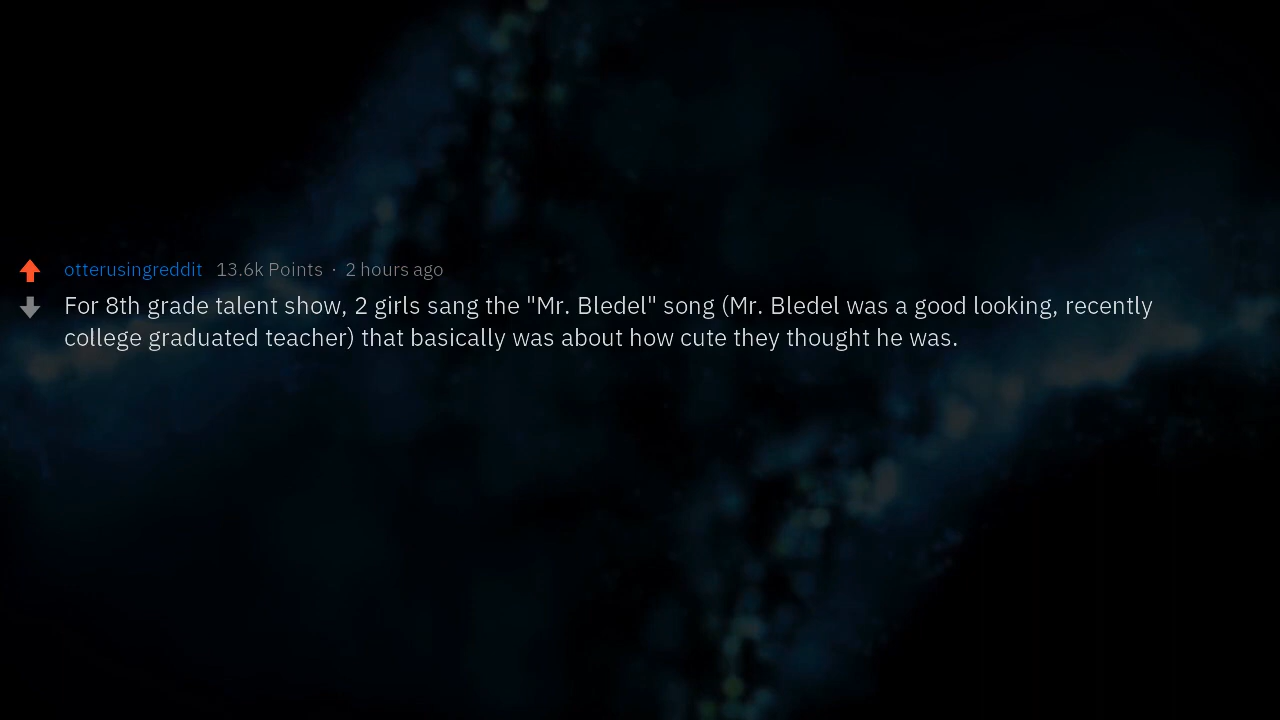 otterusingreddit 13.6k Points · 2 hours ago
For 8th grade talent show, 2 girls sang the "Mr. Bledel" song (Mr. Bledel was a good looking, recently
college graduated teacher) that basically was about how cute they thought he was.